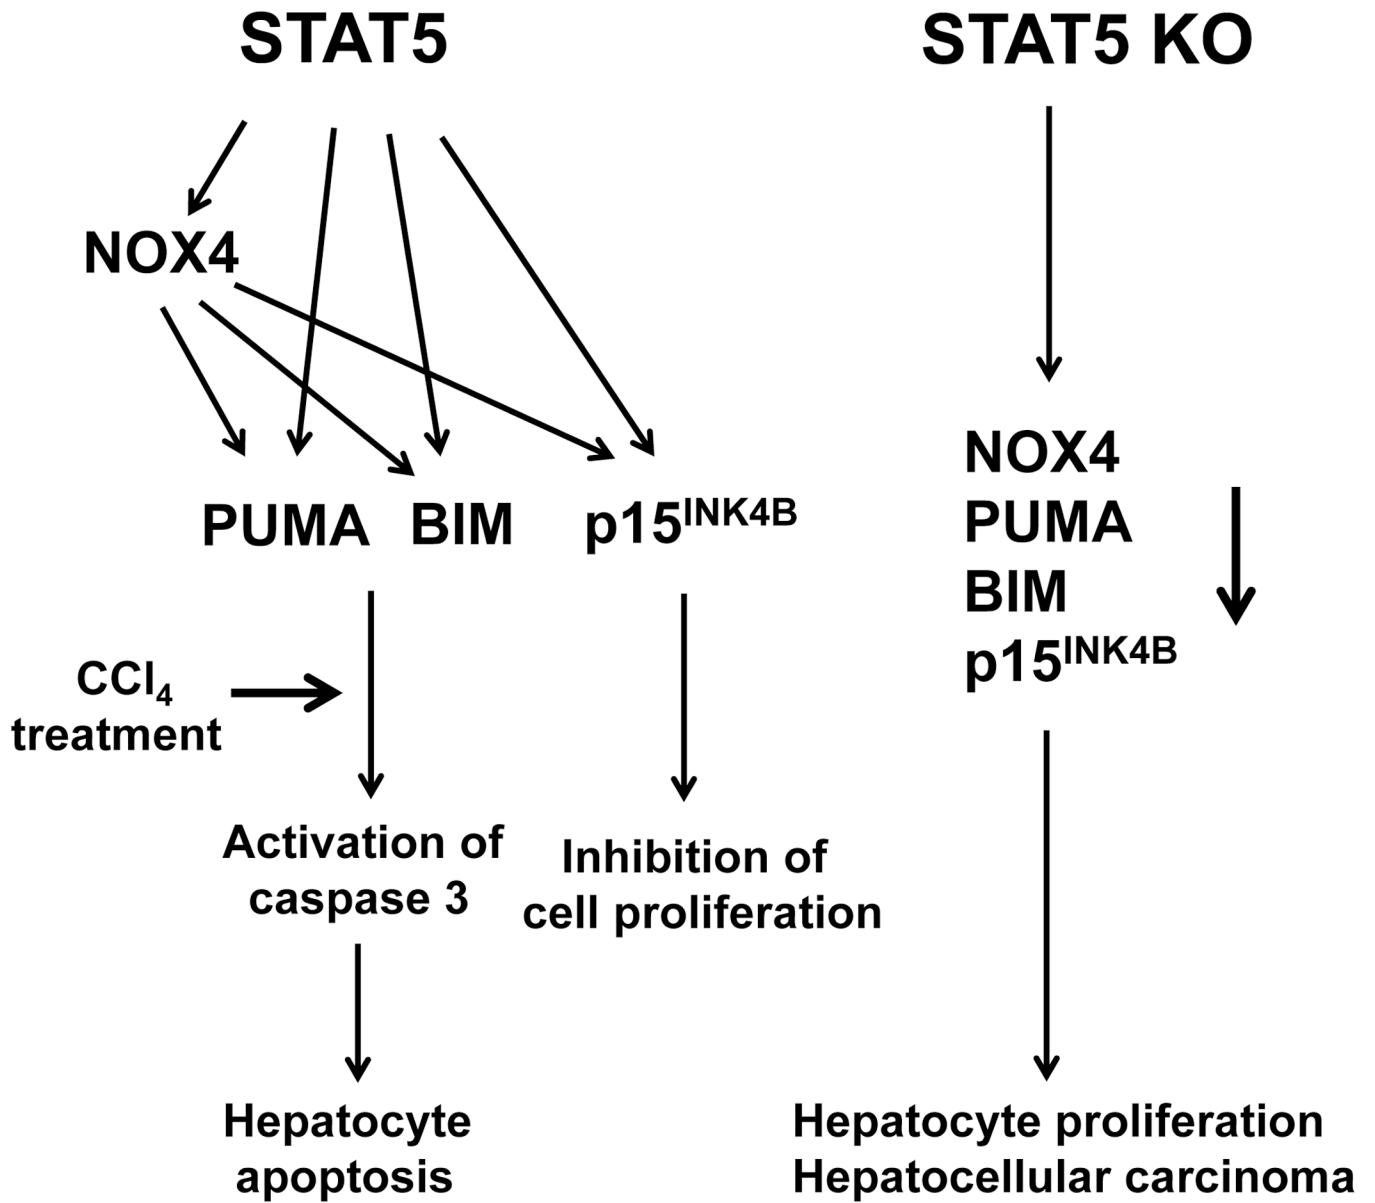 STAT5
NOX4
PUMA BIM p15INK4B
CCl4
treatment
Activation of
caspase 3
Inhibition of
cell proliferation
Hepatocyte
apoptosis
STAT5 KO
NOX4
PUMA
BIM
p15INK4B
Hepatocyte proliferation
Hepatocellular carcinoma